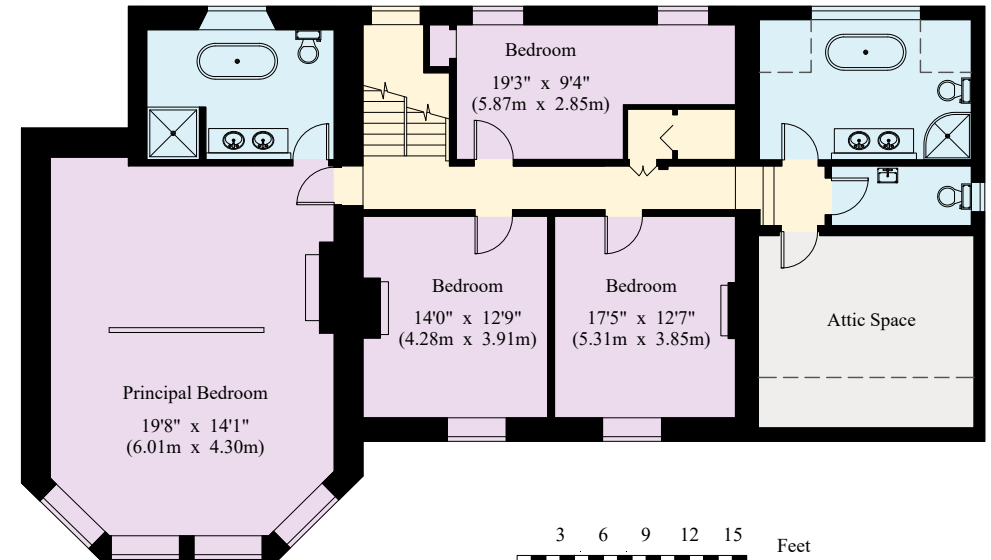 Bedroom
19'3" x 9'4"
(5.87m x 2.85m)
Bedroom
14'0" x 12'9"
(4.28m x 3.91m)
Bedroom
17'5" x 12'7"
(5.31m x 3.85m)
Attic Space
Principal Bedroom
19'8" x 14'1"
(6.01m x 4.30m)
3 6 9 12 15 Feet